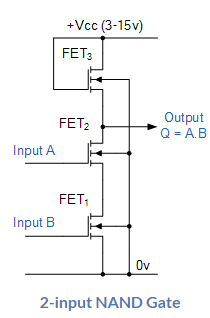 +Vcc (3-15v)
FET₃
Output
Q = A.B
FET₂
Input A
FET₁
Input B
0v
2-input NAND Gate